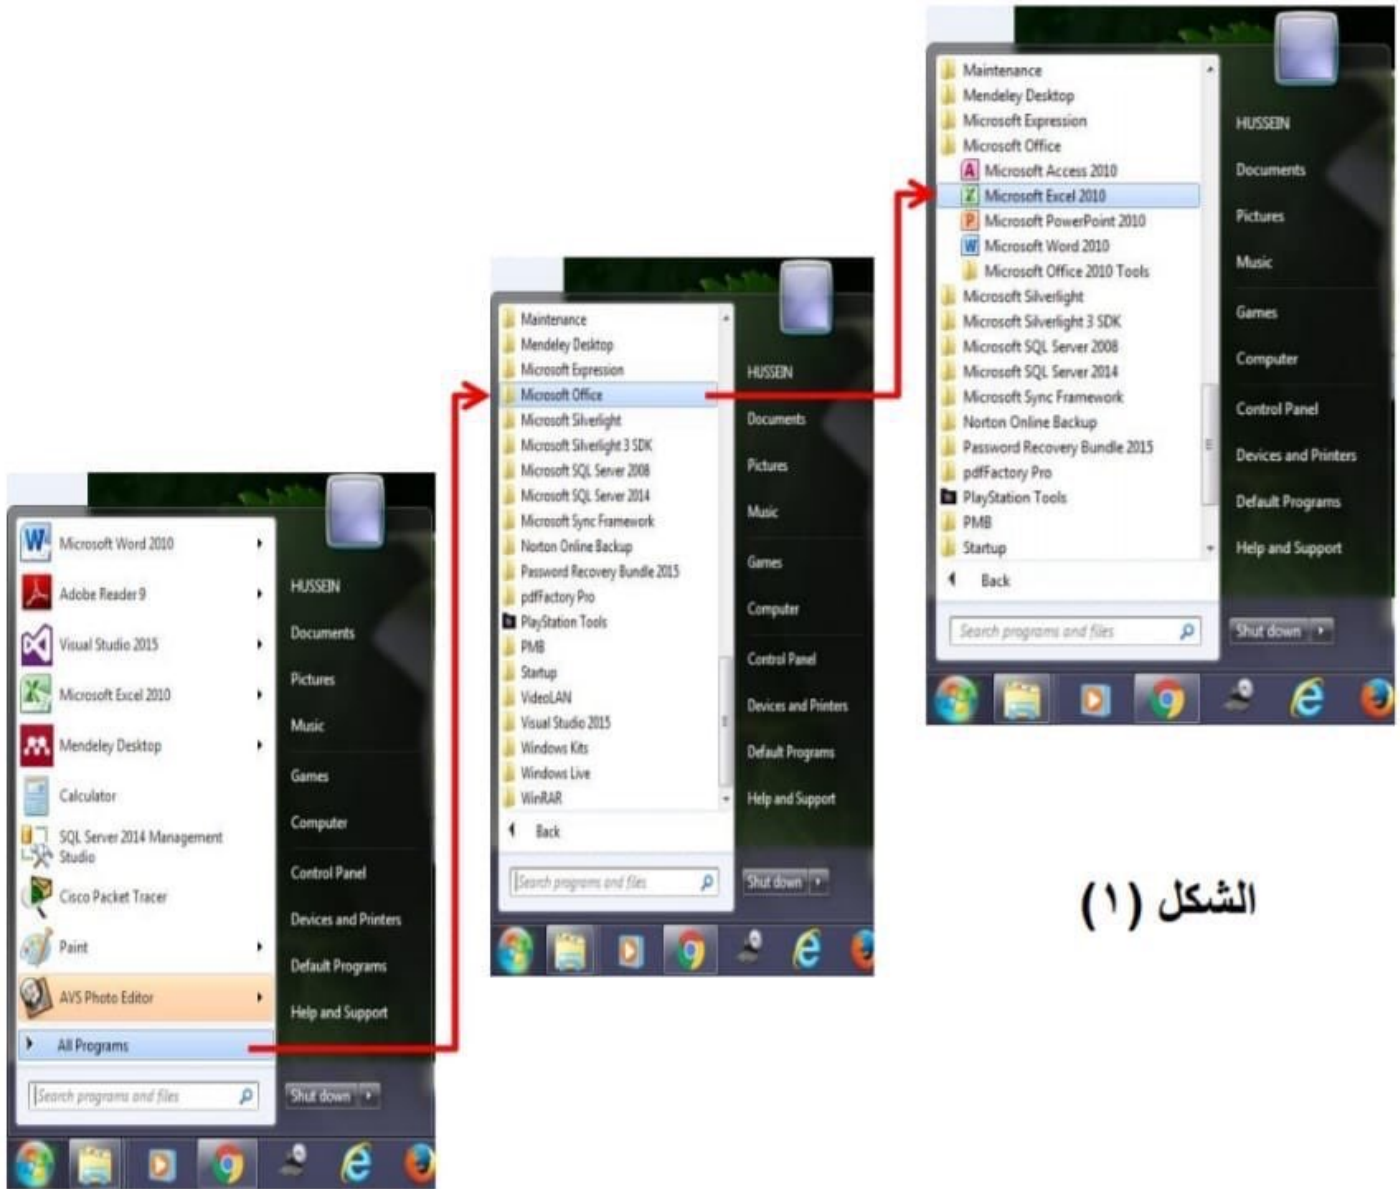 Microsoft Word 2010
Adobe Reader 9
Visual Studio 2015
Microsoft Excel 2010
Mendeley Desktop
Calculator
SQL Server 2014 Management
Studio
Cisco Packet Tracer
Paint
AVS Photo Editor
All Programs
Search programs and files
HUSSEIN
Documents
Pictures
Music
Games
Computer
Control Panel
Devices and Printers
Default Programs
Help and Support
Shut down
Maintenance
Mendeley Desktop
Microsoft Expression
Microsoft Office
Microsoft Silverlight
Microsoft Silverlight 3 SDK
Microsoft SQL Server 2008
Microsoft SQL Server 2014
Microsoft Sync Framework
Norton Online Backup
Password Recovery Bundle 2015
pdfFactory Pro
PlayStation Tools
PMB
Startup
VideoLAN
Visual Studio 2015
Windows Kits
Windows Live
WinRAR
Back
Search programs and files
HUSSEIN
Documents
Pictures
Music
Games
Computer
Control Panel
Devices and Printers
Default Programs
Help and Support
Shut down
Maintenance
Mendeley Desktop
Microsoft Expression
Microsoft Office
Microsoft Access 2010
Microsoft Excel 2010
Microsoft PowerPoint 2010
Microsoft Word 2010
Microsoft Office 2010 Tools
Microsoft Silverlight
Microsoft Silverlight 3 SDK
Microsoft SQL Server 2008
Microsoft SQL Server 2014
Microsoft Sync Framework
Norton Online Backup
Password Recovery Bundle 2015
pdfFactory Pro
PlayStation Tools
PMB
Startup
Back
Search programs and files
HUSSEIN
Documents
Pictures
Music
Games
Computer
Control Panel
Devices and Printers
Default Programs
Help and Support
Shut down
الشكل (١)